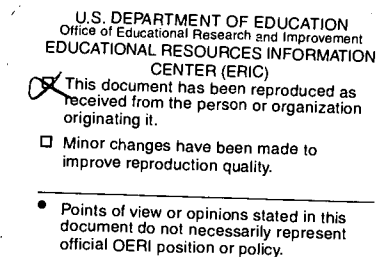 U.S. DEPARTMENT OF EDUCATION
Office of Educational Research and Improvement
EDUCATIONAL RESOURCES INFORMATION
CENTER (ERIC)
This document has been reproduced as
received from the person or organization
originating it.
□ Minor changes have been made to
improve reproduction quality.
• Points of view or opinions stated in this
document do not necessarily represent
official OERI position or policy.